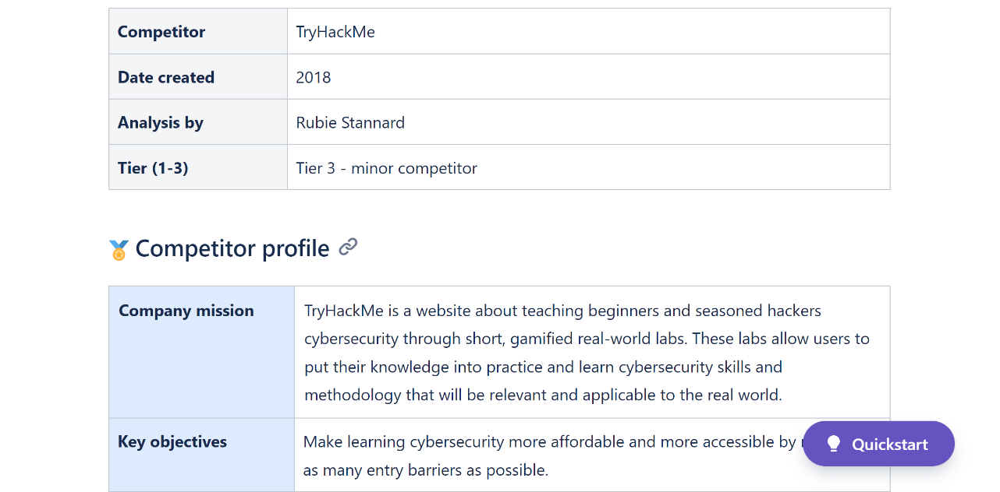 Competitor TryHackMe
Date created 2018
Analysis by Rubie Stannard
Tier (1-3) Tier 3 - minor competitor
Competitor profile
Company mission TryHackMe is a website about teaching beginners and seasoned hackers
cybersecurity through short, gamified real-world labs. These labs allow users to
put their knowledge into practice and learn cybersecurity skills and
methodology that will be relevant and applicable to the real world.
Key objectives Make learning cybersecurity more affordable and more accessible by
as many entry barriers as possible.
Quickstart